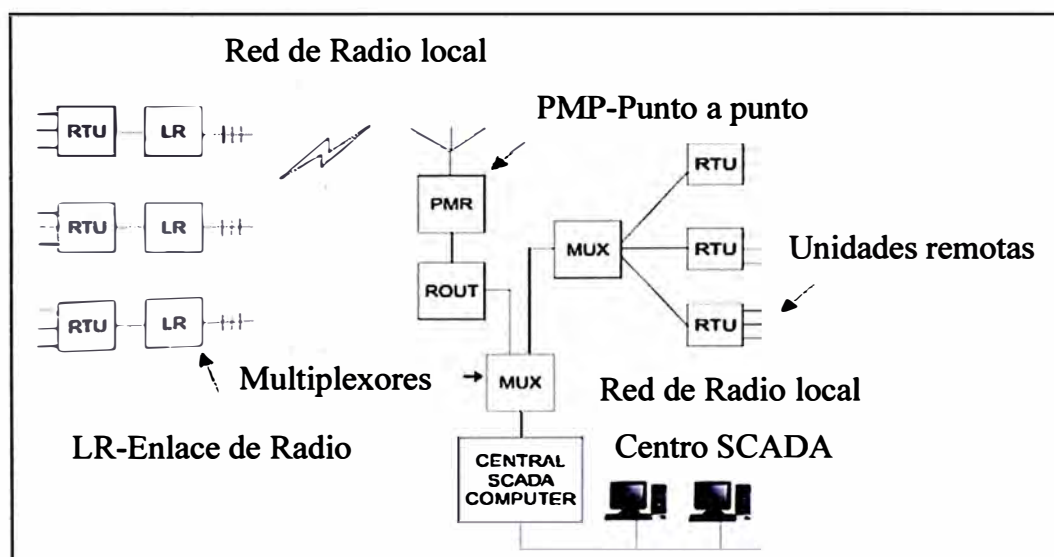 Red de Radio local
PMP-Punto a punto
RTU
LR
RTU
PMR
RTU
LR
MUX
RTU
Unidades remotas
ROUT
RTU
LR
RTU
Multiplexores
MUX
Red de Radio local
LR-Enlace de Radio
Centro SCADA
CENTRAL
SCADA
COMPUTER